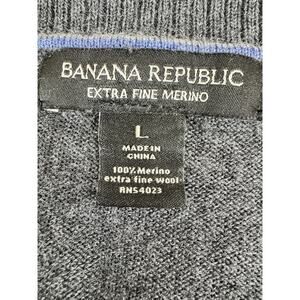 BANANA REPUBLIC
EXTRA FINE MERINO
L
MADE IN
CHINA
100% Merino
extra fine wool
RN54023